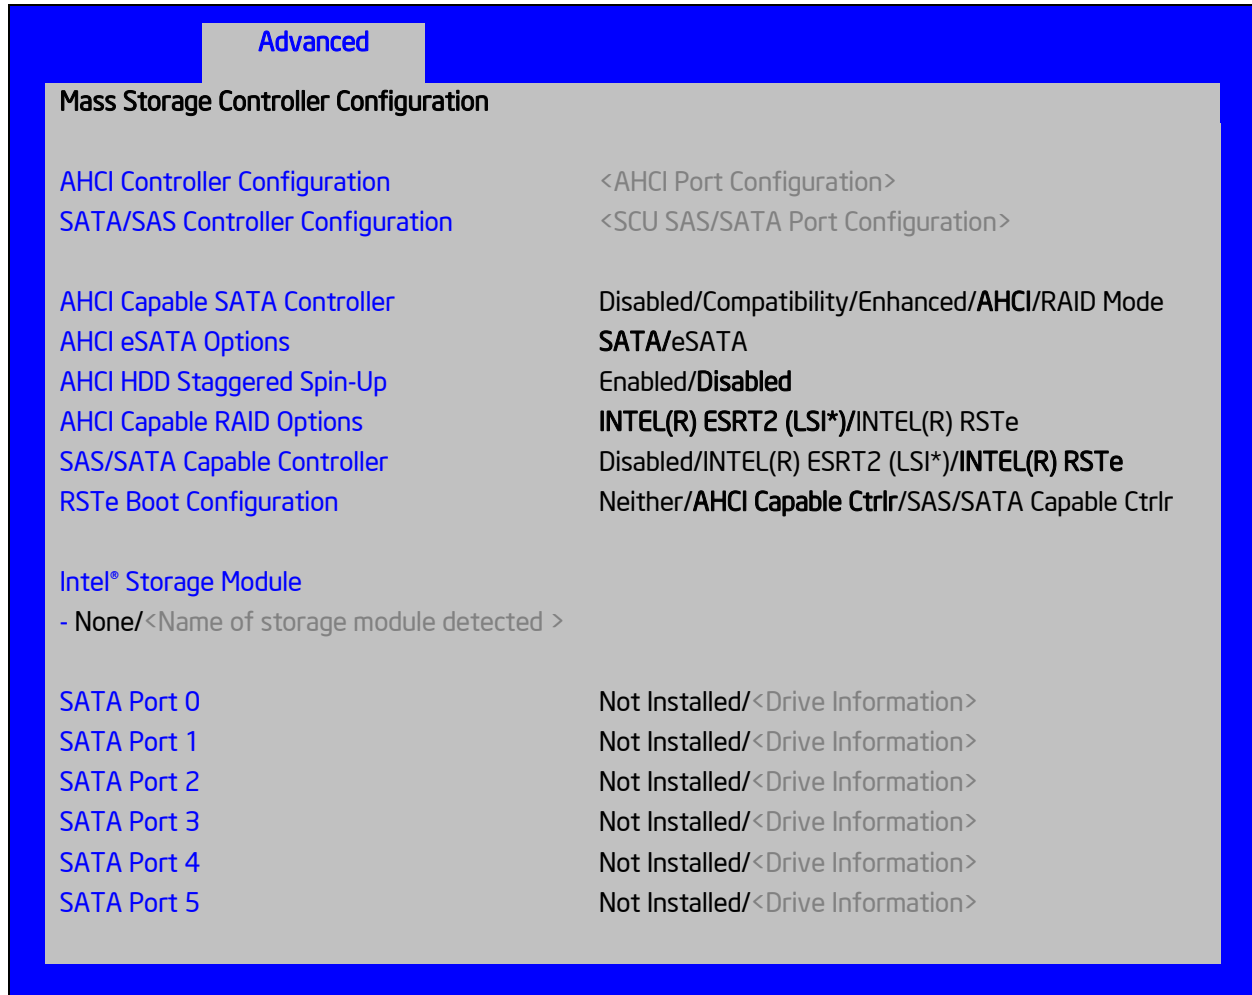 Advanced
Mass Storage Controller Configuration
AHCI Controller Configuration <AHCI Port Configuration>
SATA/SAS Controller Configuration <SCU SAS/SATA Port Configuration>
AHCI Capable SATA Controller Disabled/Compatibility/Enhanced/AHCI/RAID Mode
AHCI eSATA Options SATA/eSATA
AHCI HDD Staggered Spin-Up Enabled/Disabled
AHCI Capable RAID Options INTEL(R) ESRT2 (LSI*)/INTEL(R) RSTe
SAS/SATA Capable Controller Disabled/INTEL(R) ESRT2 (LSI*)/INTEL(R) RSTe
RSTe Boot Configuration Neither/AHCI Capable Ctrlr/SAS/SATA Capable Ctrlr
Intel® Storage Module
- None/<Name of storage module detected >
SATA Port 0 Not Installed/<Drive Information>
SATA Port 1 Not Installed/<Drive Information>
SATA Port 2 Not Installed/<Drive Information>
SATA Port 3 Not Installed/<Drive Information>
SATA Port 4 Not Installed/<Drive Information>
SATA Port 5 Not Installed/<Drive Information>